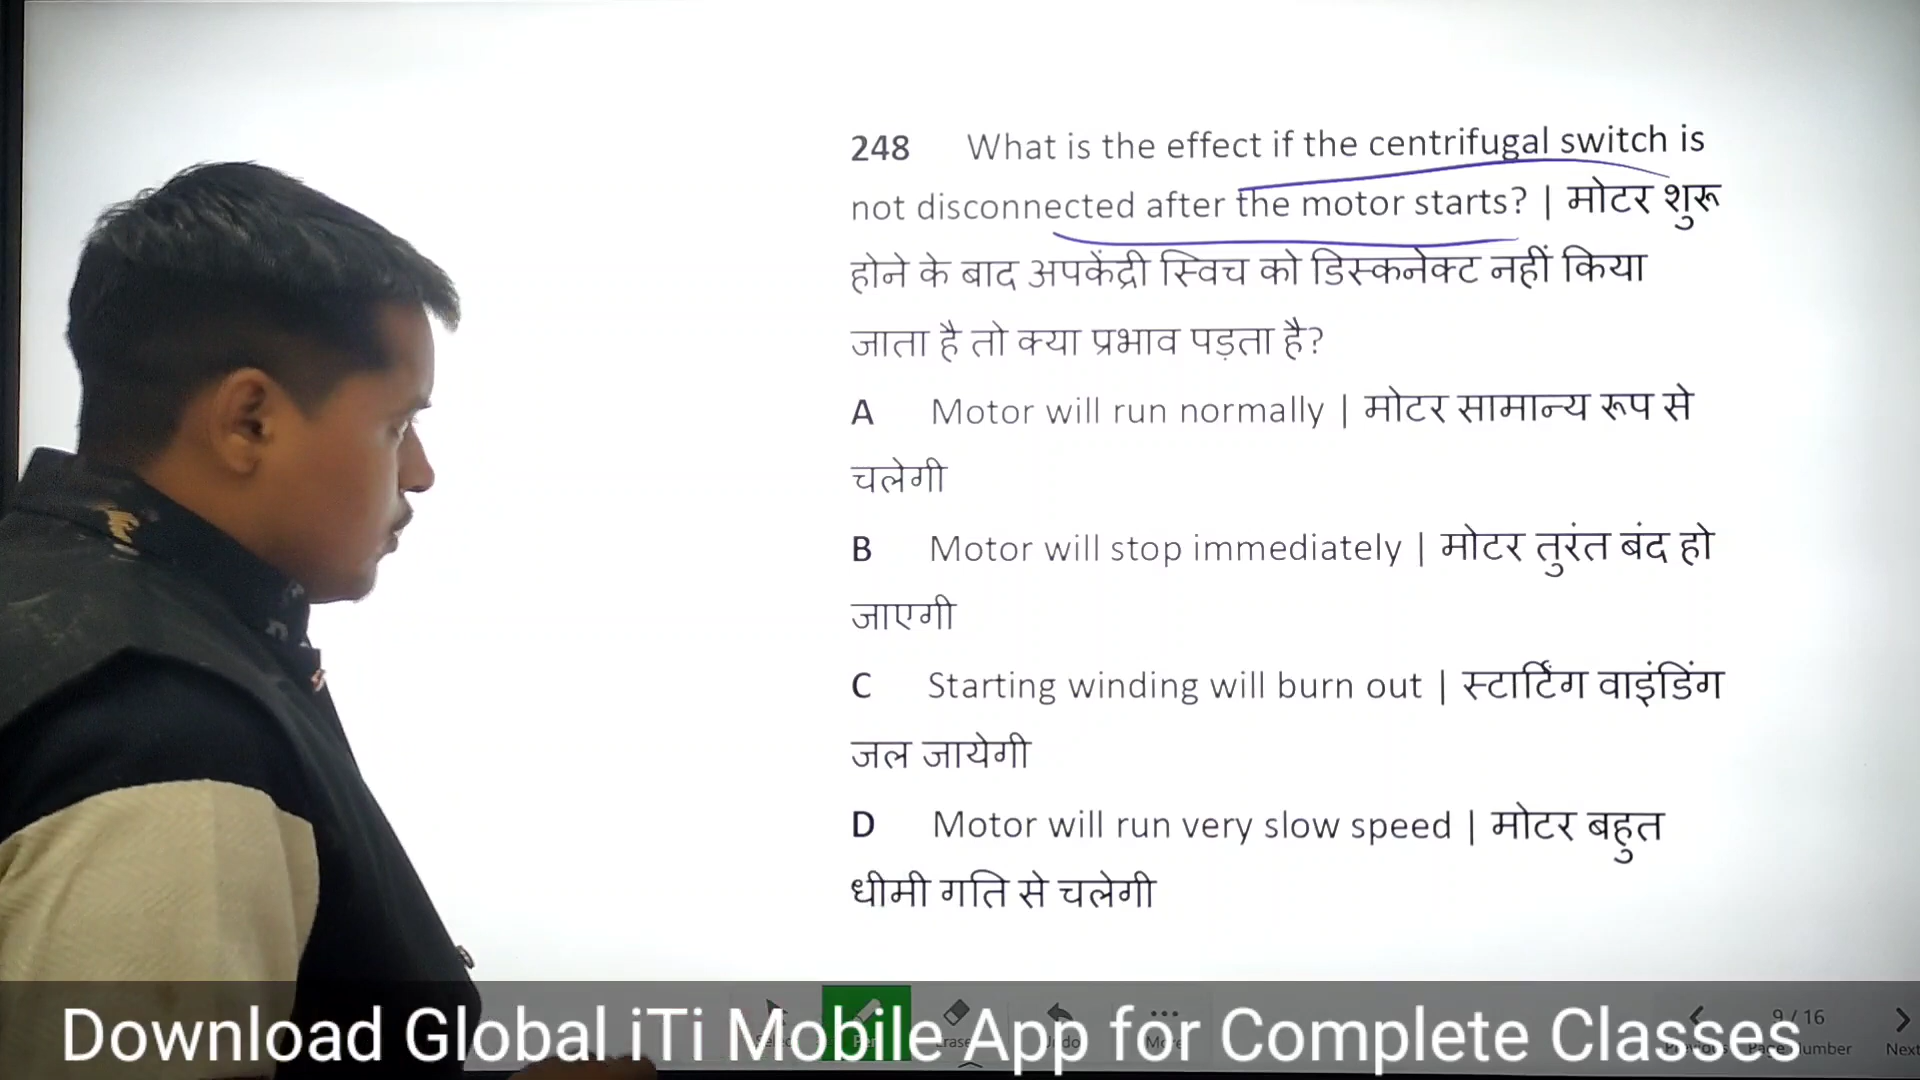 248 What is the effect if the centrifugal switch is
not disconnected after the motor starts? | मोटर शुरू
होने के बाद अपकेंद्री स्विच को डिस्कनेक्ट नहीं किया
जाता है तो क्या प्रभाव पड़ता है?
A Motor will run normally | मोटर सामान्य रूप से
चलेगी
B Motor will stop immediately | मोटर तुरंत बंद हो
जाएगी
C Starting winding will burn out | स्टार्टिंग वाइंडिंग
जल जायेगी
D Motor will run very slow speed | मोटर बहुत
धीमी गति से चलेगी
9 / 16
Download Global iTi Mobile App for Complete Classes
Next